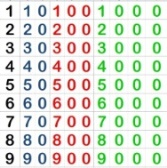 1 1 0 1 0 0 1 0 0 0
2 2 0 2 0 0 2 0 0 0
3 3 0 3 0 0 3 0 0 0
4 4 0 4 0 0 4 0 0 0
5 5 0 5 0 0 5 0 0 0
6 6 0 6 0 0 6 0 0 0
7 7 0 7 0 0 7 0 0 0
8 8 0 8 0 0 8 0 0 0
9 9 0 9 0 0 9 0 0 0